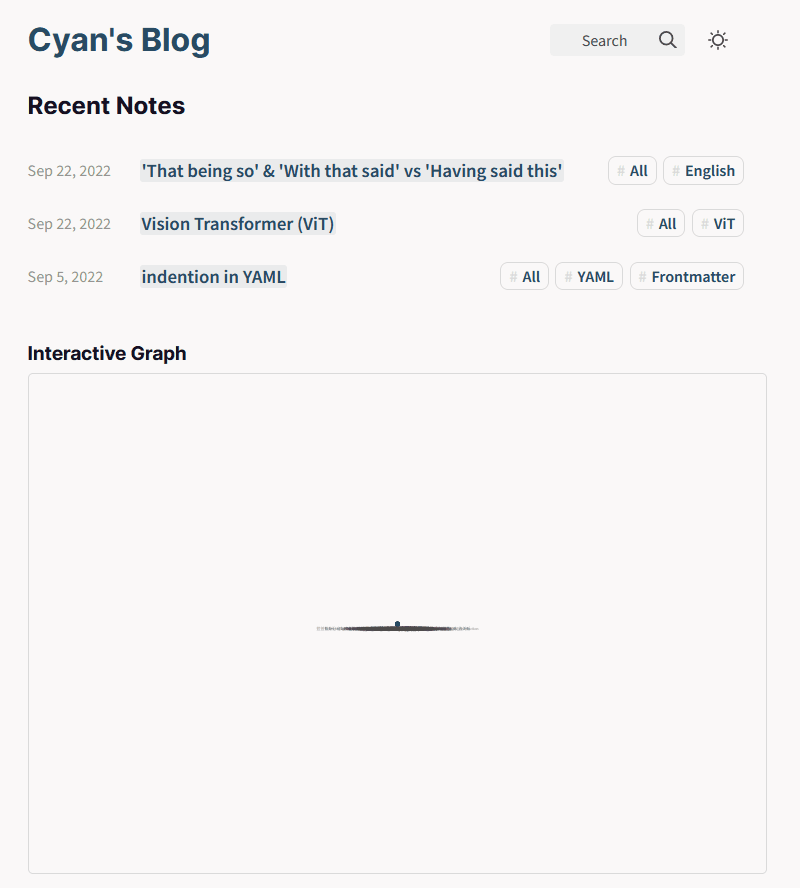 Cyan's Blog
Search
Recent Notes
Sep 22, 2022 'That being so' & 'With that said' vs 'Having said this' # All # English
Sep 22, 2022 Vision Transformer (ViT) # All # ViT
Sep 5, 2022 indention in YAML # All # YAML # Frontmatter
Interactive Graph